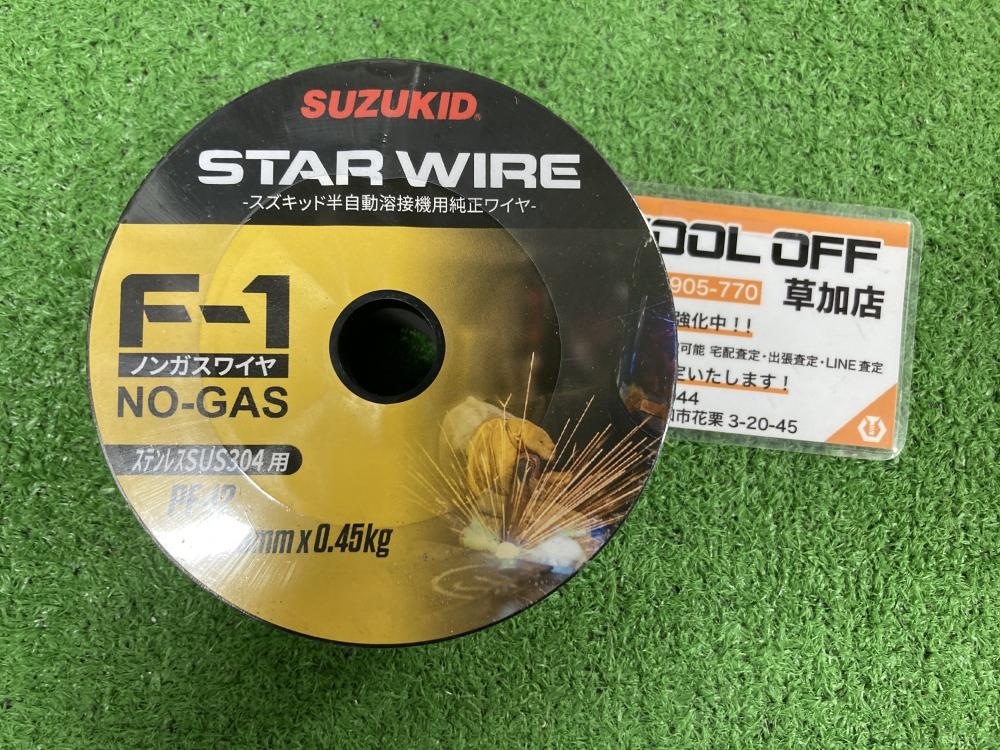 SUZUKID
STAR WIRE
-スズキッド半自動溶接機用純正ワイヤ-
F-1
ノンガスワイヤ
NO-GAS
ステンレスSUS304用
mm x 0.45kg
TOOL OFF
905-770
草加店
強化中！！
可能 宅配査定・出張査定・LINE査定
いたします！
044
市花栗 3-20-45